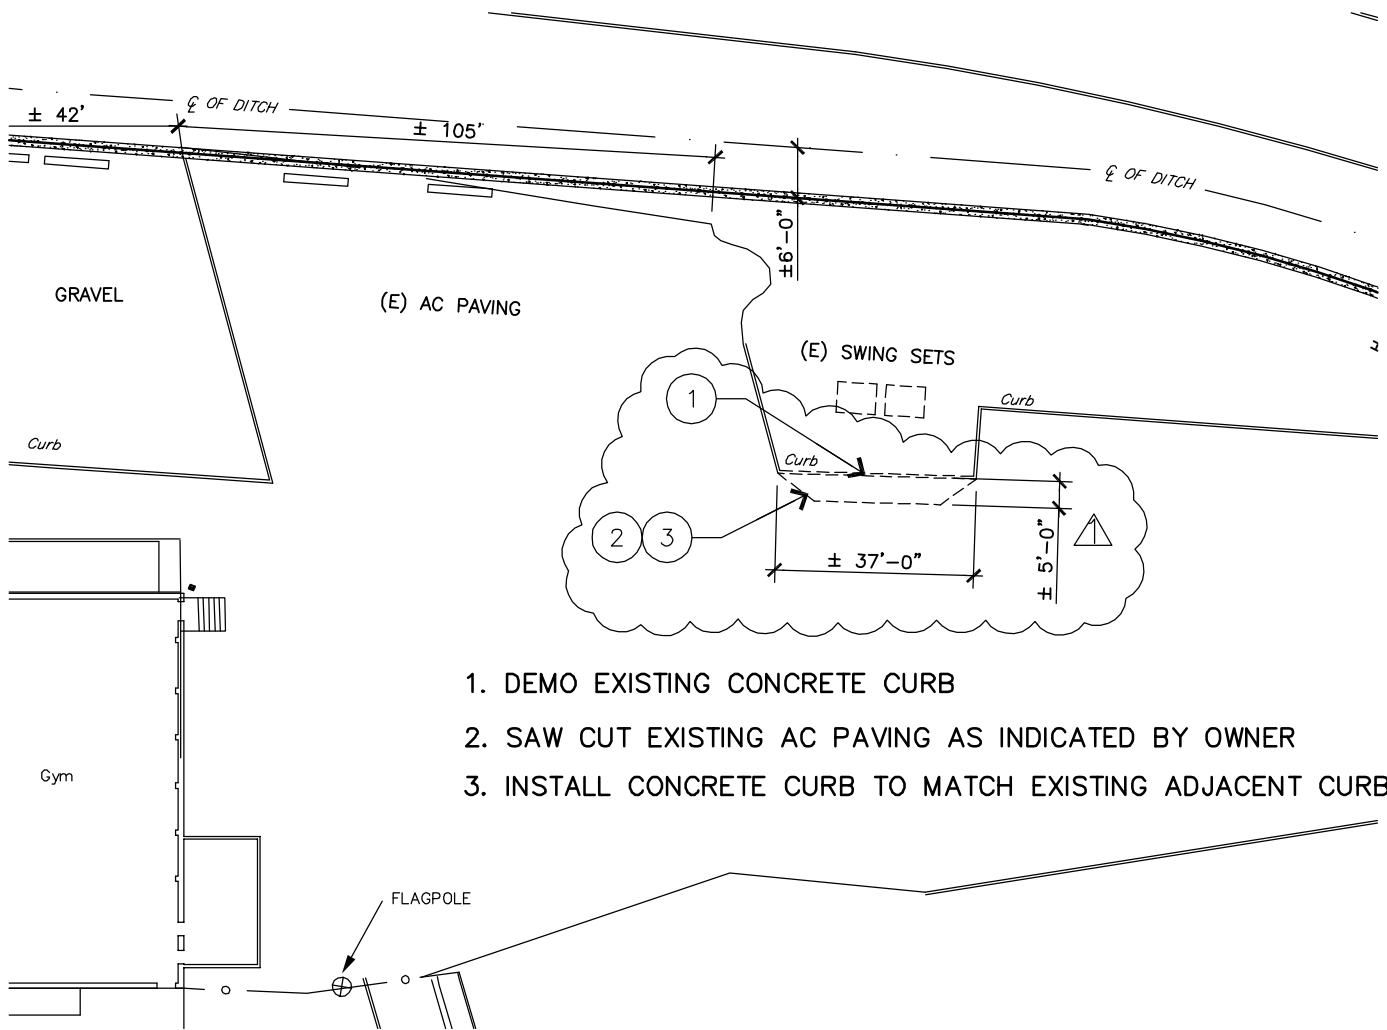 ℄ OF DITCH
± 42'
± 105'
℄ OF DITCH
±6'-0"
GRAVEL
(E) AC PAVING
(E) SWING SETS
1
Curb
Curb
Curb
2
3
± 37'-0"
± 5'-0"
1
1. DEMO EXISTING CONCRETE CURB
2. SAW CUT EXISTING AC PAVING AS INDICATED BY OWNER
3. INSTALL CONCRETE CURB TO MATCH EXISTING ADJACENT CURB
Gym
FLAGPOLE